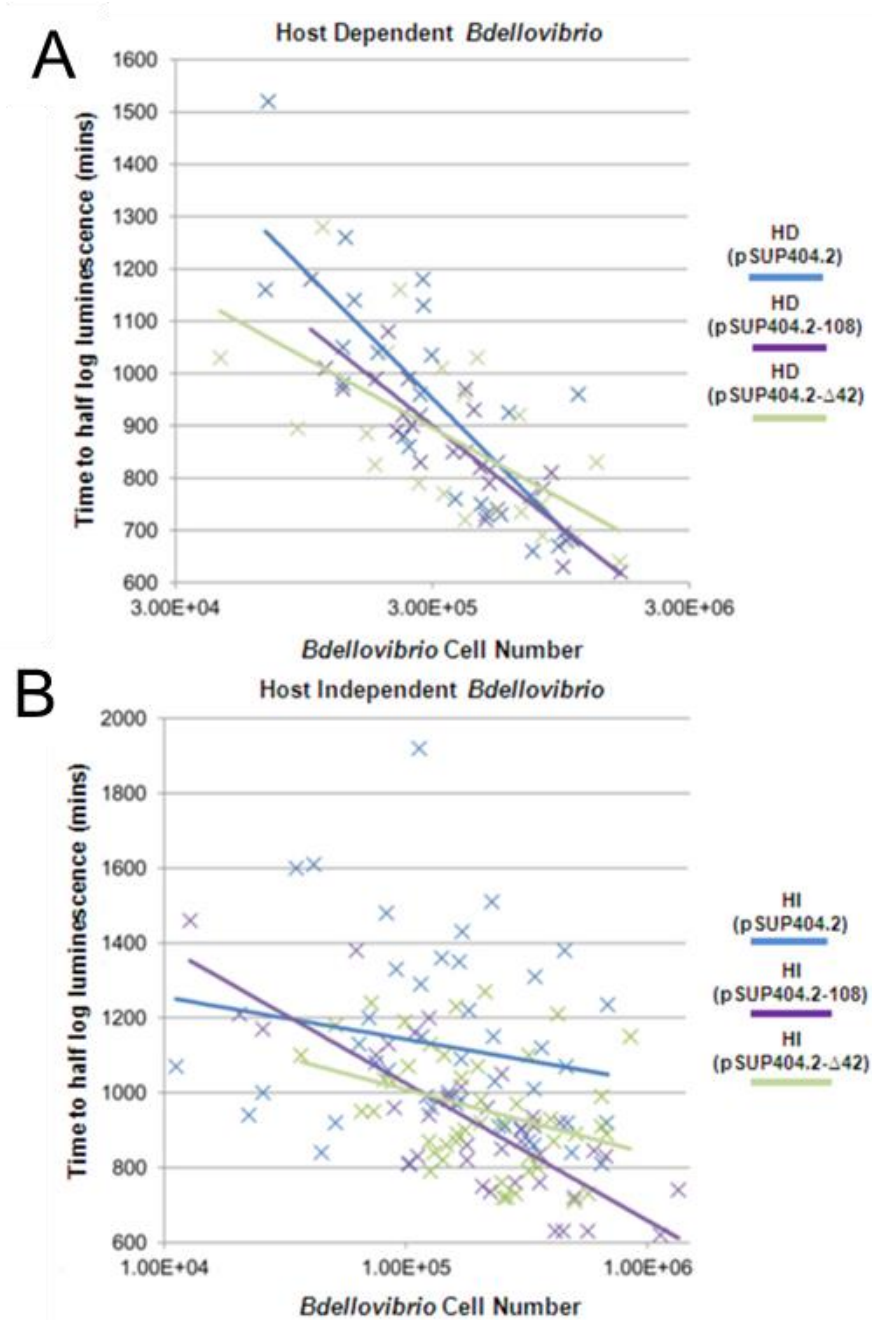 A
Host Dependent Bdellovibrio
Time to half log luminescence (mins)
1600
1500
1400
1300
1200
1100
1000
900
800
700
600
3.00E+04
3.00E+05
3.00E+06
Bdellovibrio Cell Number
HD
(pSUP404.2)
HD
(pSUP404.2-108)
HD
(pSUP404.2-Δ42)
B
Host Independent Bdellovibrio
Time to half log luminescence (mins)
2000
1800
1600
1400
1200
1000
800
600
1.00E+04
1.00E+05
1.00E+06
Bdellovibrio Cell Number
HI
(pSUP404.2)
HI
(pSUP404.2-108)
HI
(pSUP404.2-Δ42)